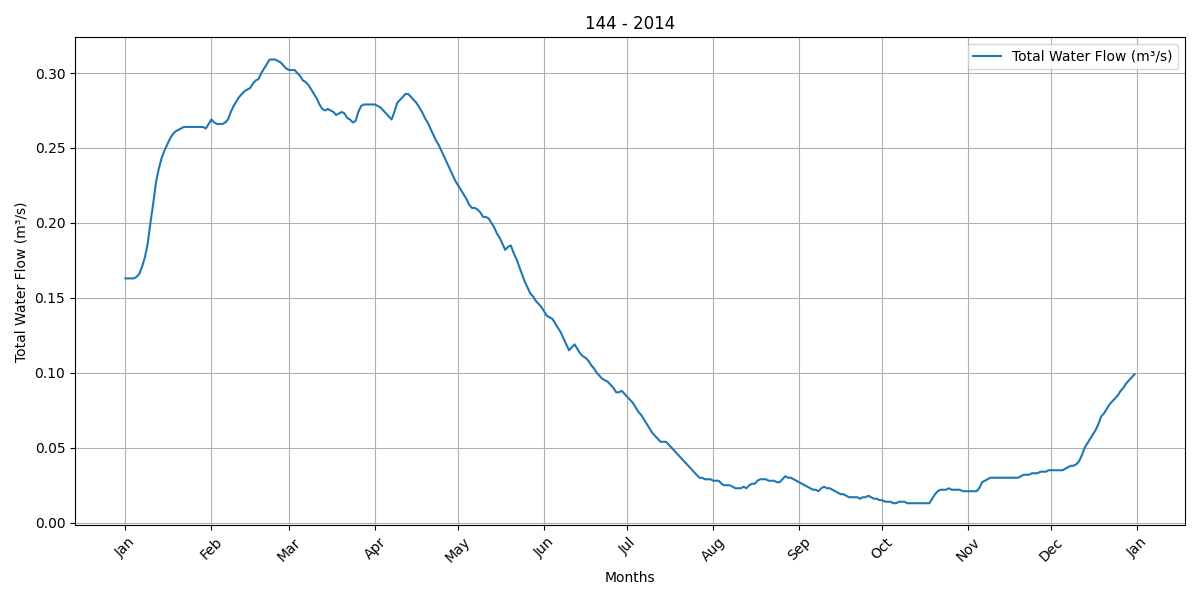 144 - 2014
Total Water Flow (m³/s)
Total Water Flow (m³/s)
0.30
0.25
0.20
0.15
0.10
0.05
0.00
Jan Feb Mar Apr May Jun Jul Aug Sep Oct Nov Dec Jan
Months